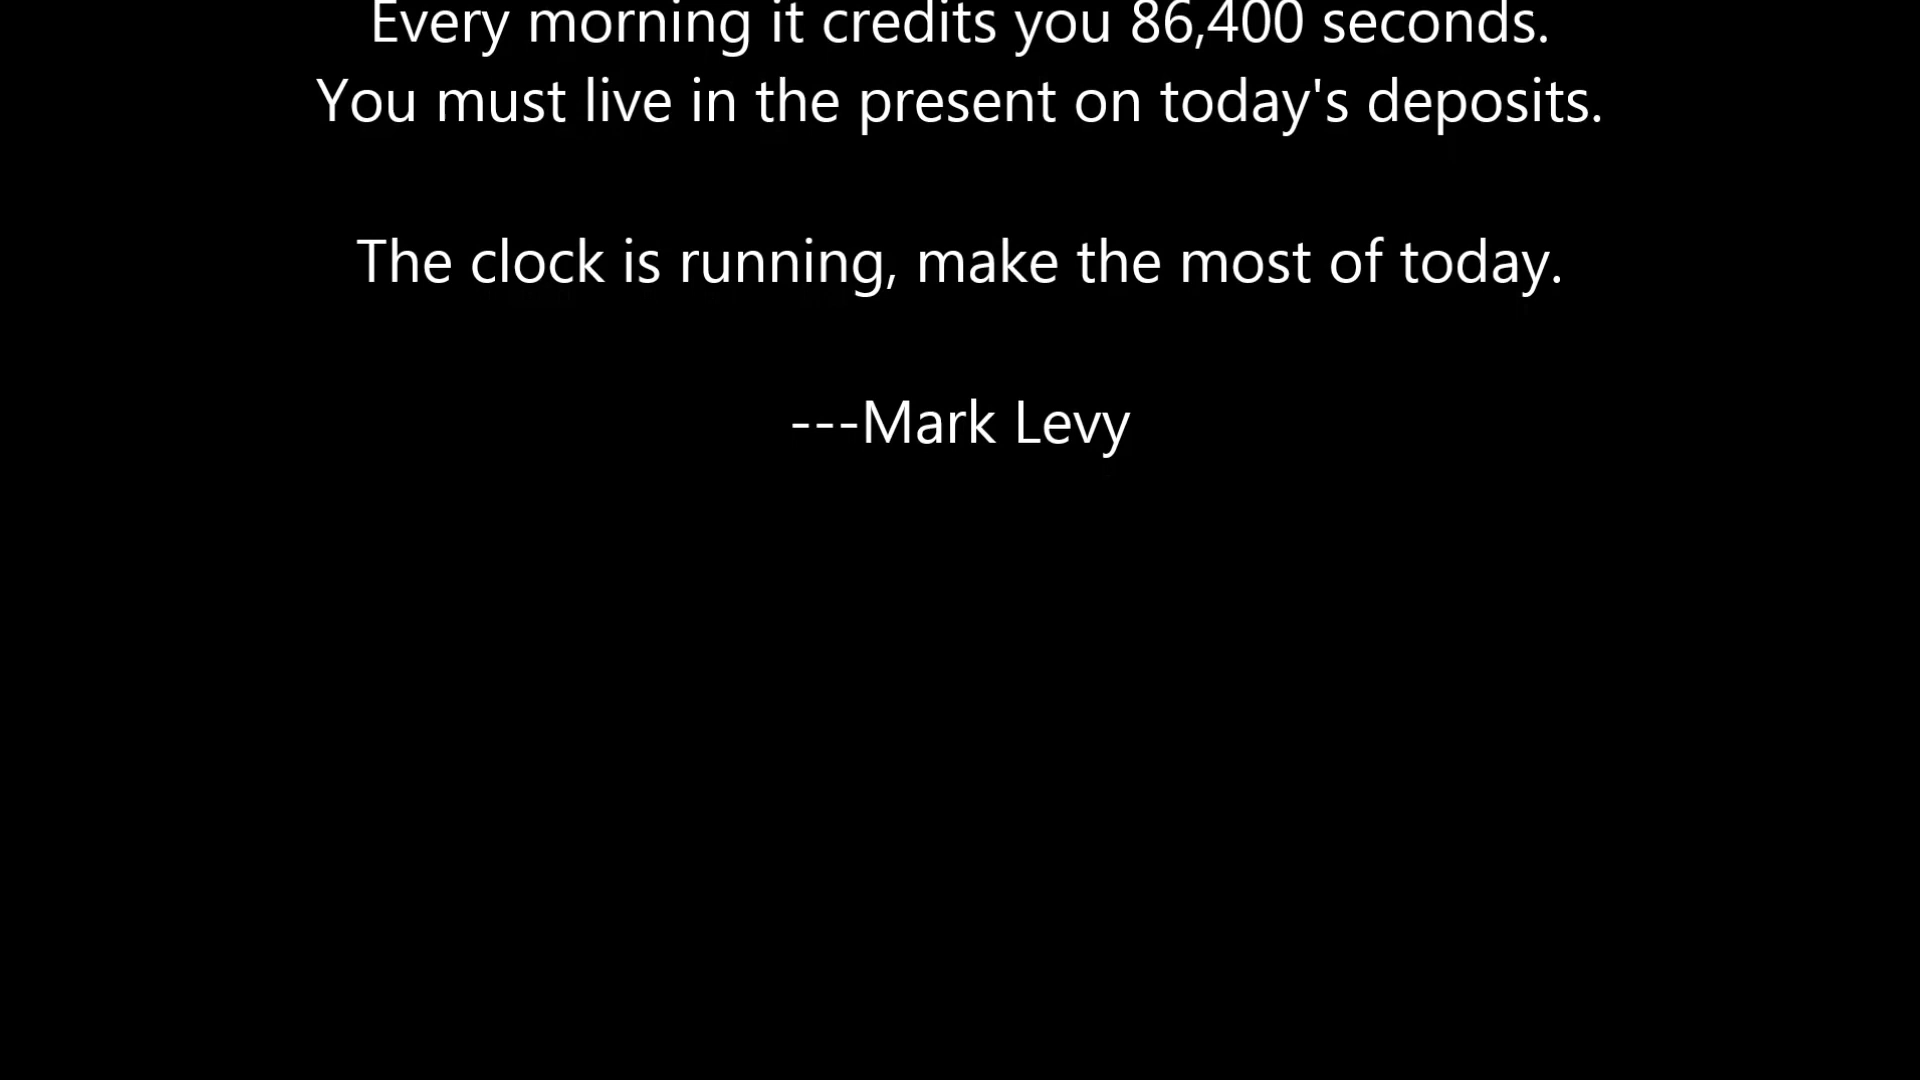 Every morning it credits you 86,400 seconds.
You must live in the present on today's deposits.
The clock is running, make the most of today.
---Mark Levy